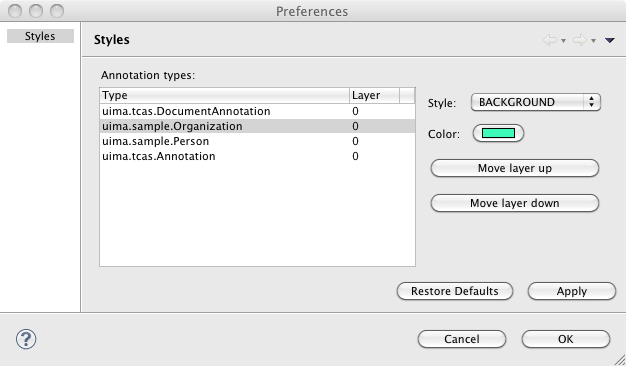 Preferences
Styles
Styles
Annotation types:
Type Layer
uima.tcas.DocumentAnnotation 0
uima.sample.Organization 0
uima.sample.Person 0
uima.tcas.Annotation 0
Style: BACKGROUND
Color:
Move layer up
Move layer down
Restore Defaults Apply
? Cancel OK